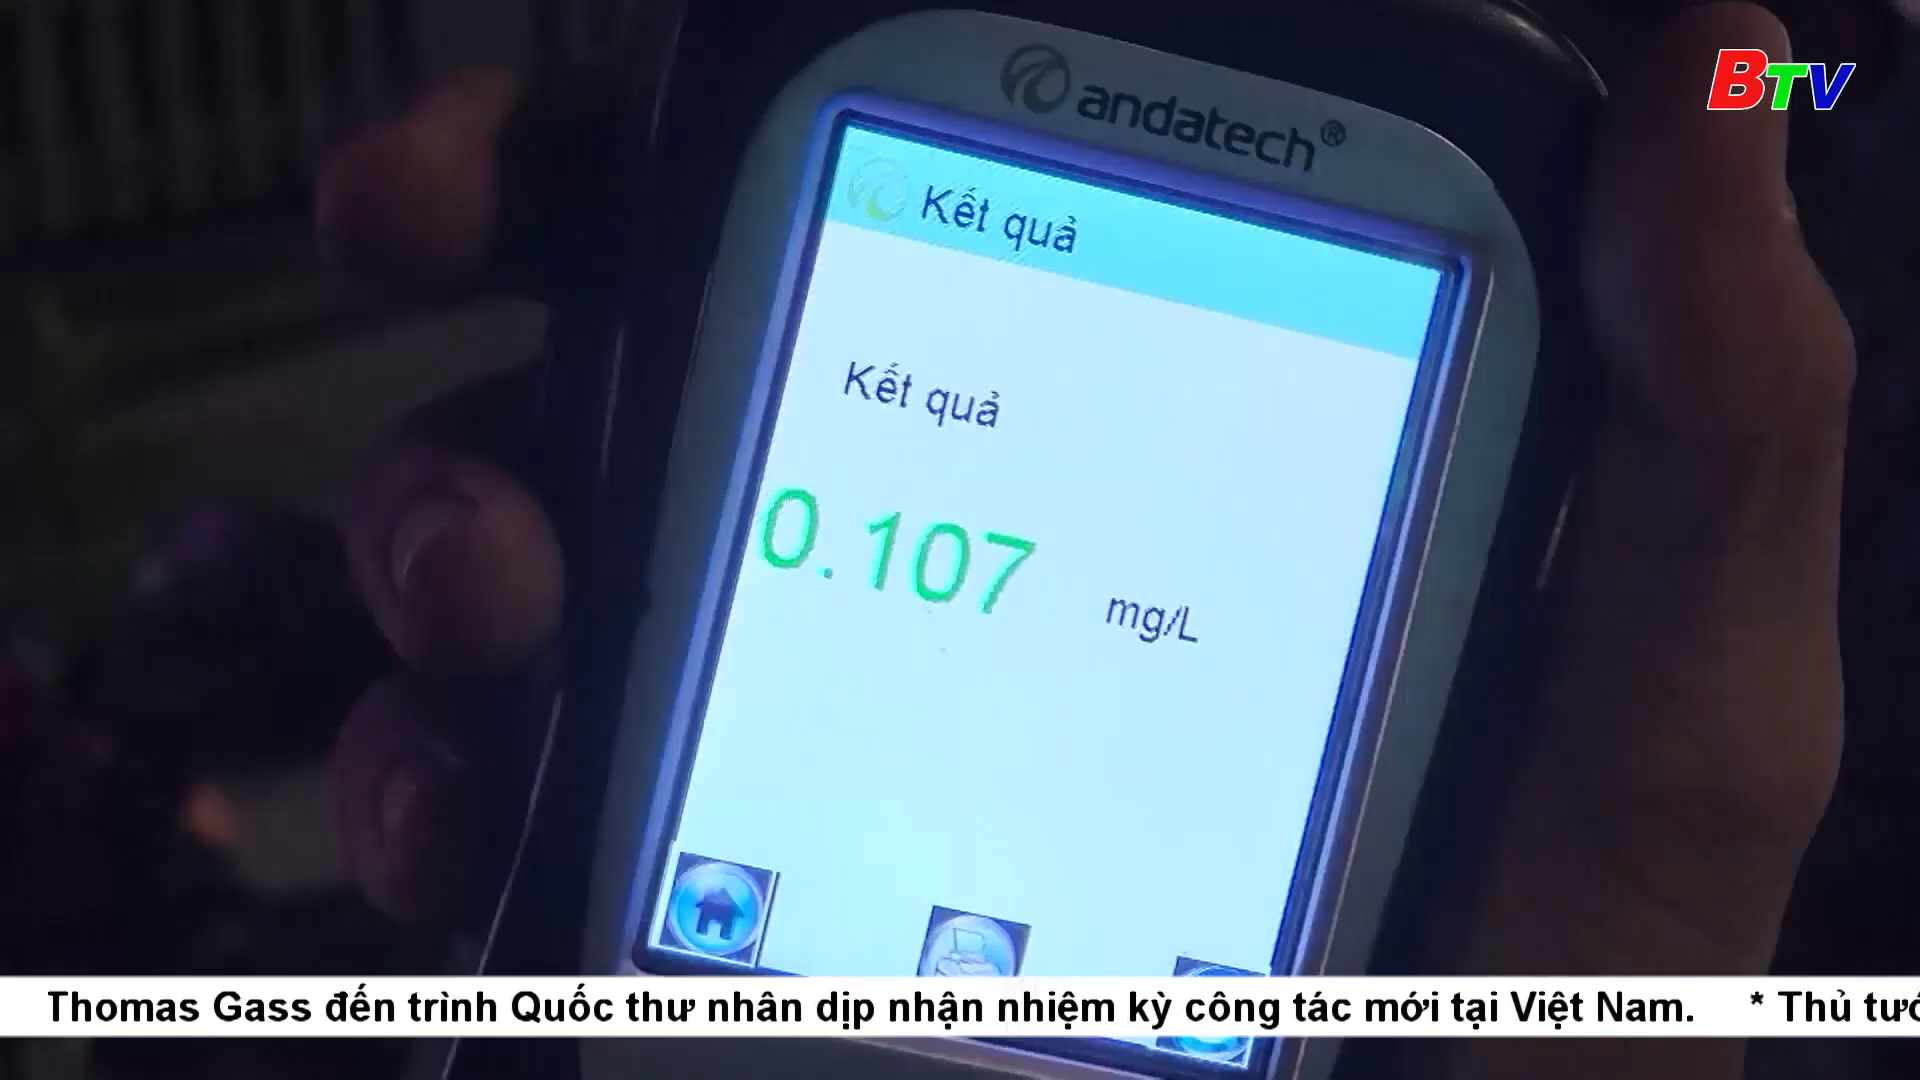 BTV
andatech®
Kết quả
Kết quả
0.107 mg/L
Thomas Gass đến trình Quốc thư nhân dịp nhận nhiệm kỳ công tác mới tại Việt Nam. * Thủ